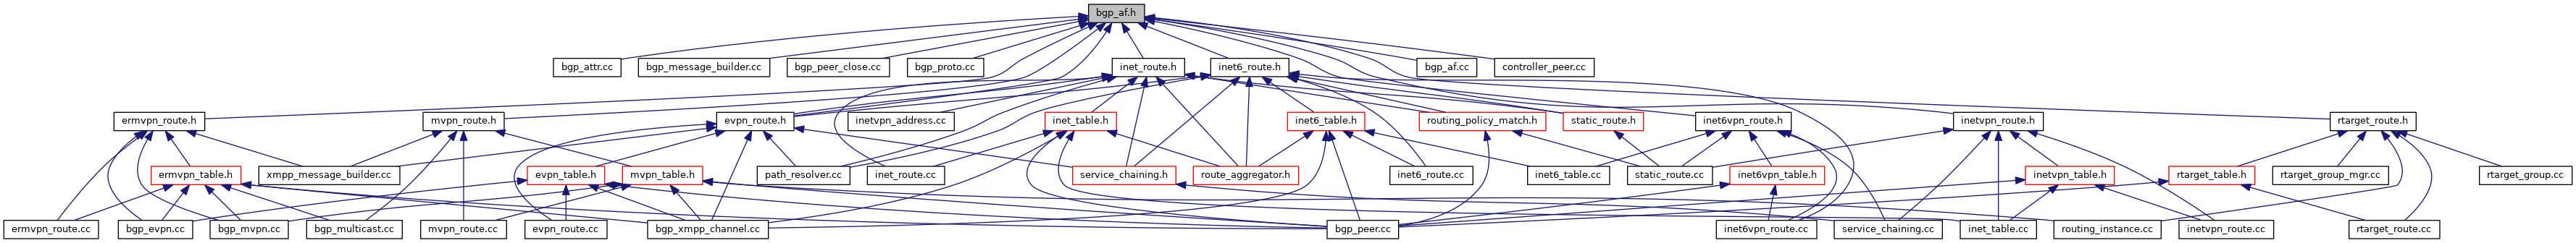 bgp_af.h
bgp_attr.cc
bgp_message_builder.cc
bgp_peer_close.cc
bgp_proto.cc
inet_route.h
inet6_route.h
bgp_af.cc
controller_peer.cc
ermvpn_route.h
mvpn_route.h
evpn_route.h
inetvpn_address.cc
inet_table.h
inet6_table.h
routing_policy_match.h
static_route.h
inet6vpn_route.h
inetvpn_route.h
rtarget_route.h
ermvpn_table.h
xmpp_message_builder.cc
evpn_table.h
mvpn_table.h
path_resolver.cc
inet_route.cc
service_chaining.h
route_aggregator.h
inet6_route.cc
inet6_table.cc
static_route.cc
inet6vpn_table.h
inetvpn_table.h
rtarget_table.h
rtarget_group_mgr.cc
rtarget_group.cc
ermvpn_route.cc
bgp_evpn.cc
bgp_mvpn.cc
bgp_multicast.cc
mvpn_route.cc
evpn_route.cc
bgp_xmpp_channel.cc
bgp_peer.cc
inet6vpn_route.cc
service_chaining.cc
inet_table.cc
routing_instance.cc
inetvpn_route.cc
rtarget_route.cc